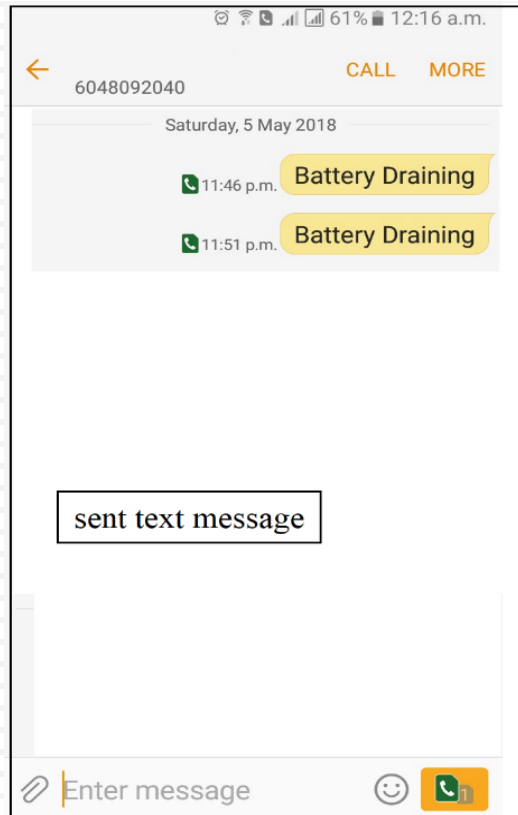 61% 12:16 a.m.
CALL MORE
6048092040
Saturday, 5 May 2018
11:46 p.m. Battery Draining
11:51 p.m. Battery Draining
sent text message
Enter message
1